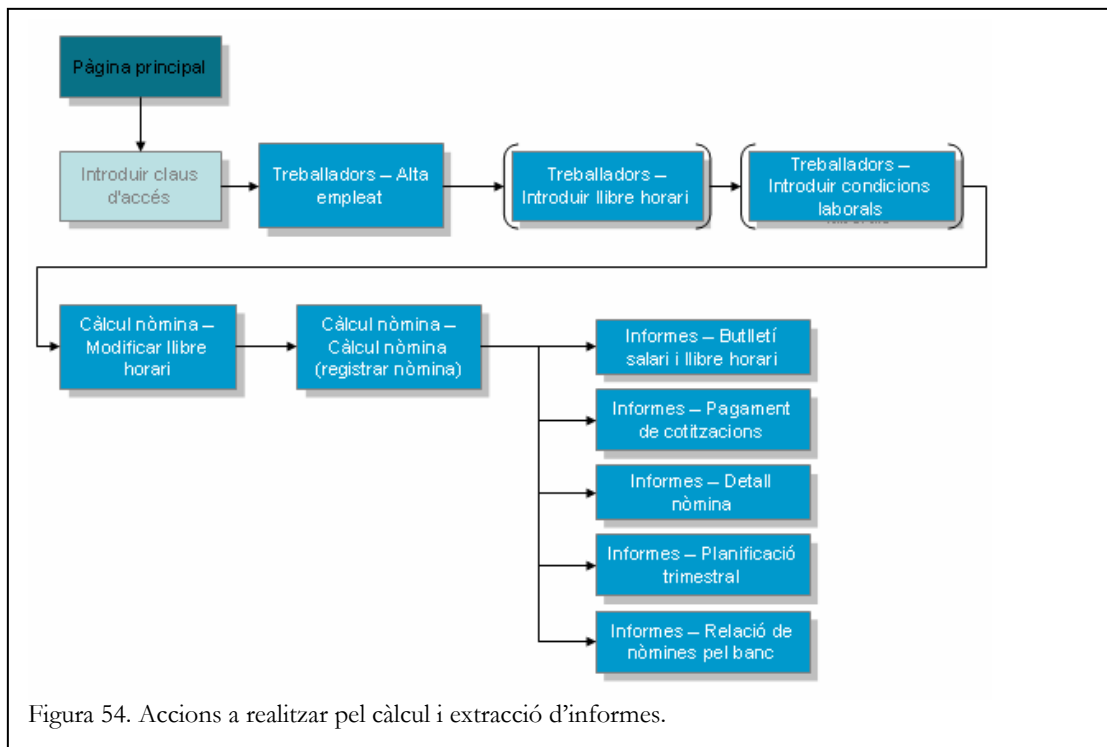 Pàgina principal
Introduir claus
d'accés
Treballadors – Alta
empleat
Treballadors –
Introduir llibre horari
Treballadors –
Introduir condicions
laborals
Càlcul nòmina –
Modificar llibre
horari
Càlcul nòmina –
Càlcul nòmina
(registrar nòmina)
Informes – Butlletí
salari i llibre horari
Informes – Pagament
de cotitzacions
Informes – Detall
nòmina
Informes – Planificació
trimestral
Informes – Relació de
nòmines pel banc
Figura 54. Accions a realitzar pel càlcul i extracció d’informes.